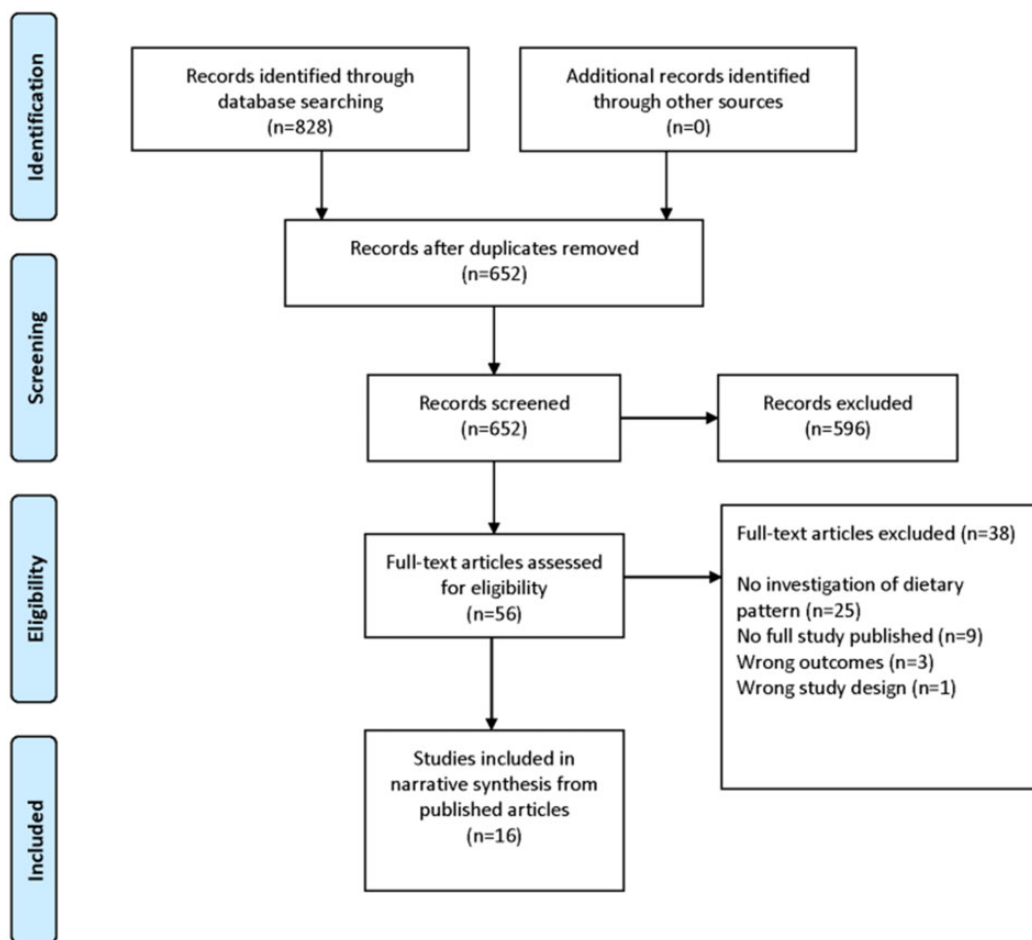 Identification
Records identified through
database searching
(n=828)
Additional records identified
through other sources
(n=0)
Screening
Records after duplicates removed
(n=652)
Records screened
(n=652)
Records excluded
(n=596)
Eligibility
Full-text articles assessed
for eligibility
(n=56)
Full-text articles excluded (n=38)
No investigation of dietary
pattern (n=25)
No full study published (n=9)
Wrong outcomes (n=3)
Wrong study design (n=1)
Included
Studies included in
narrative synthesis from
published articles
(n=16)